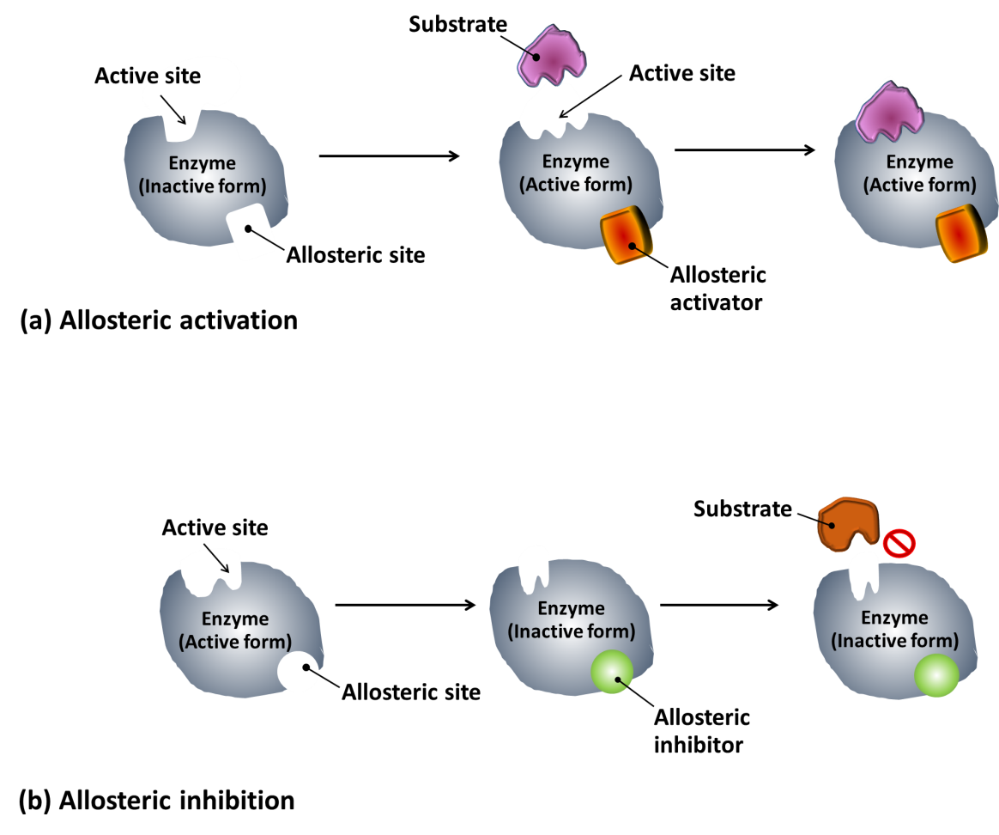 Substrate
Active site
Active site
Enzyme
(Inactive form)
Enzyme
(Active form)
Enzyme
(Active form)
Allosteric site
Allosteric
activator
(a) Allosteric activation
Substrate
Active site
Enzyme
(Active form)
Enzyme
(Inactive form)
Enzyme
(Inactive form)
Allosteric site
Allosteric
inhibitor
(b) Allosteric inhibition